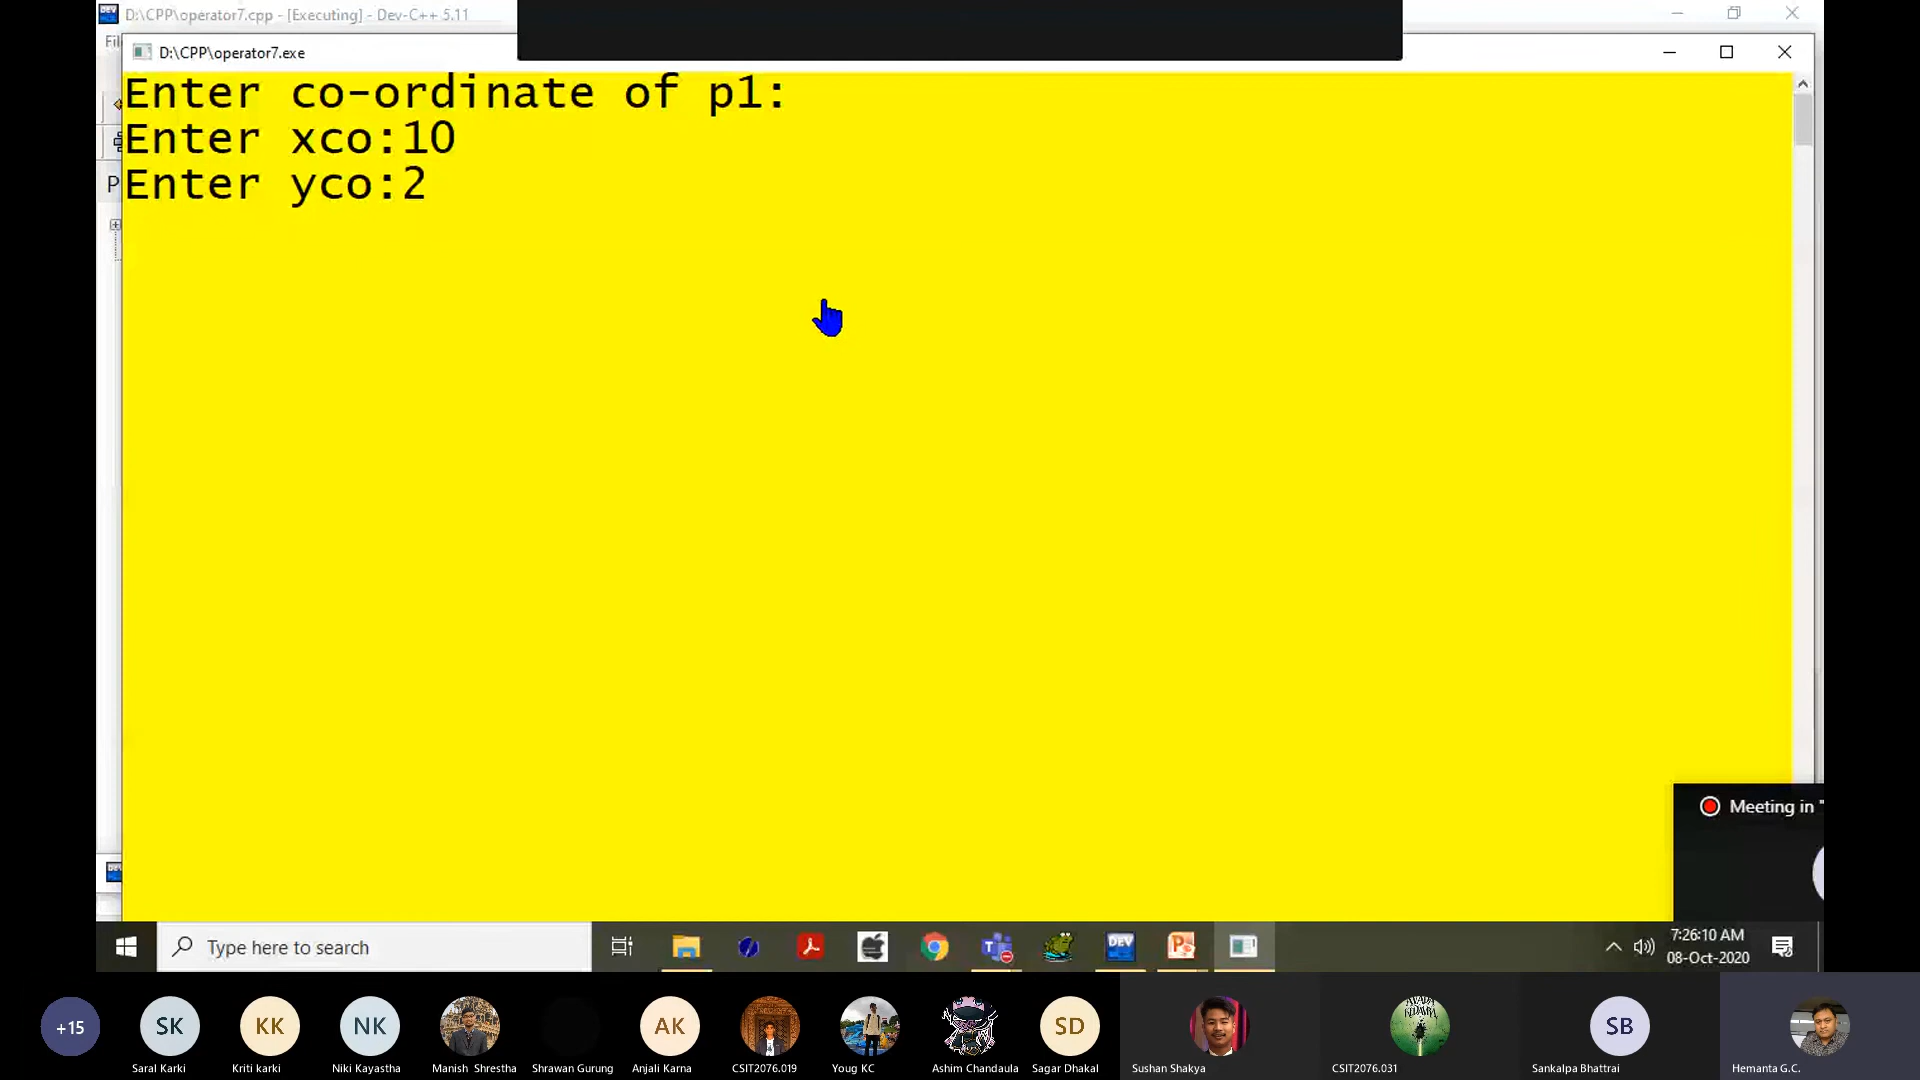 D:\CPP\operator7.cpp - [Executing] - Dev-C++ 5.11
D:\CPP\operator7.exe
Enter co-ordinate of p1:
Enter xco:10
Enter yco:2
Meeting in "
Type here to search
DEV
7:26:10 AM
08-Oct-2020
+15
SK
KK
NK
AK
SD
SB
Saral Karki
Kriti karki
Niki Kayastha
Manish Shrestha
Shrawan Gurung
Anjali Karna
CSIT2076.019
Youg KC
Ashim Chandaula
Sagar Dhakal
Sushan Shakya
CSIT2076.031
Sankalpa Bhattrai
Hemanta G.C.